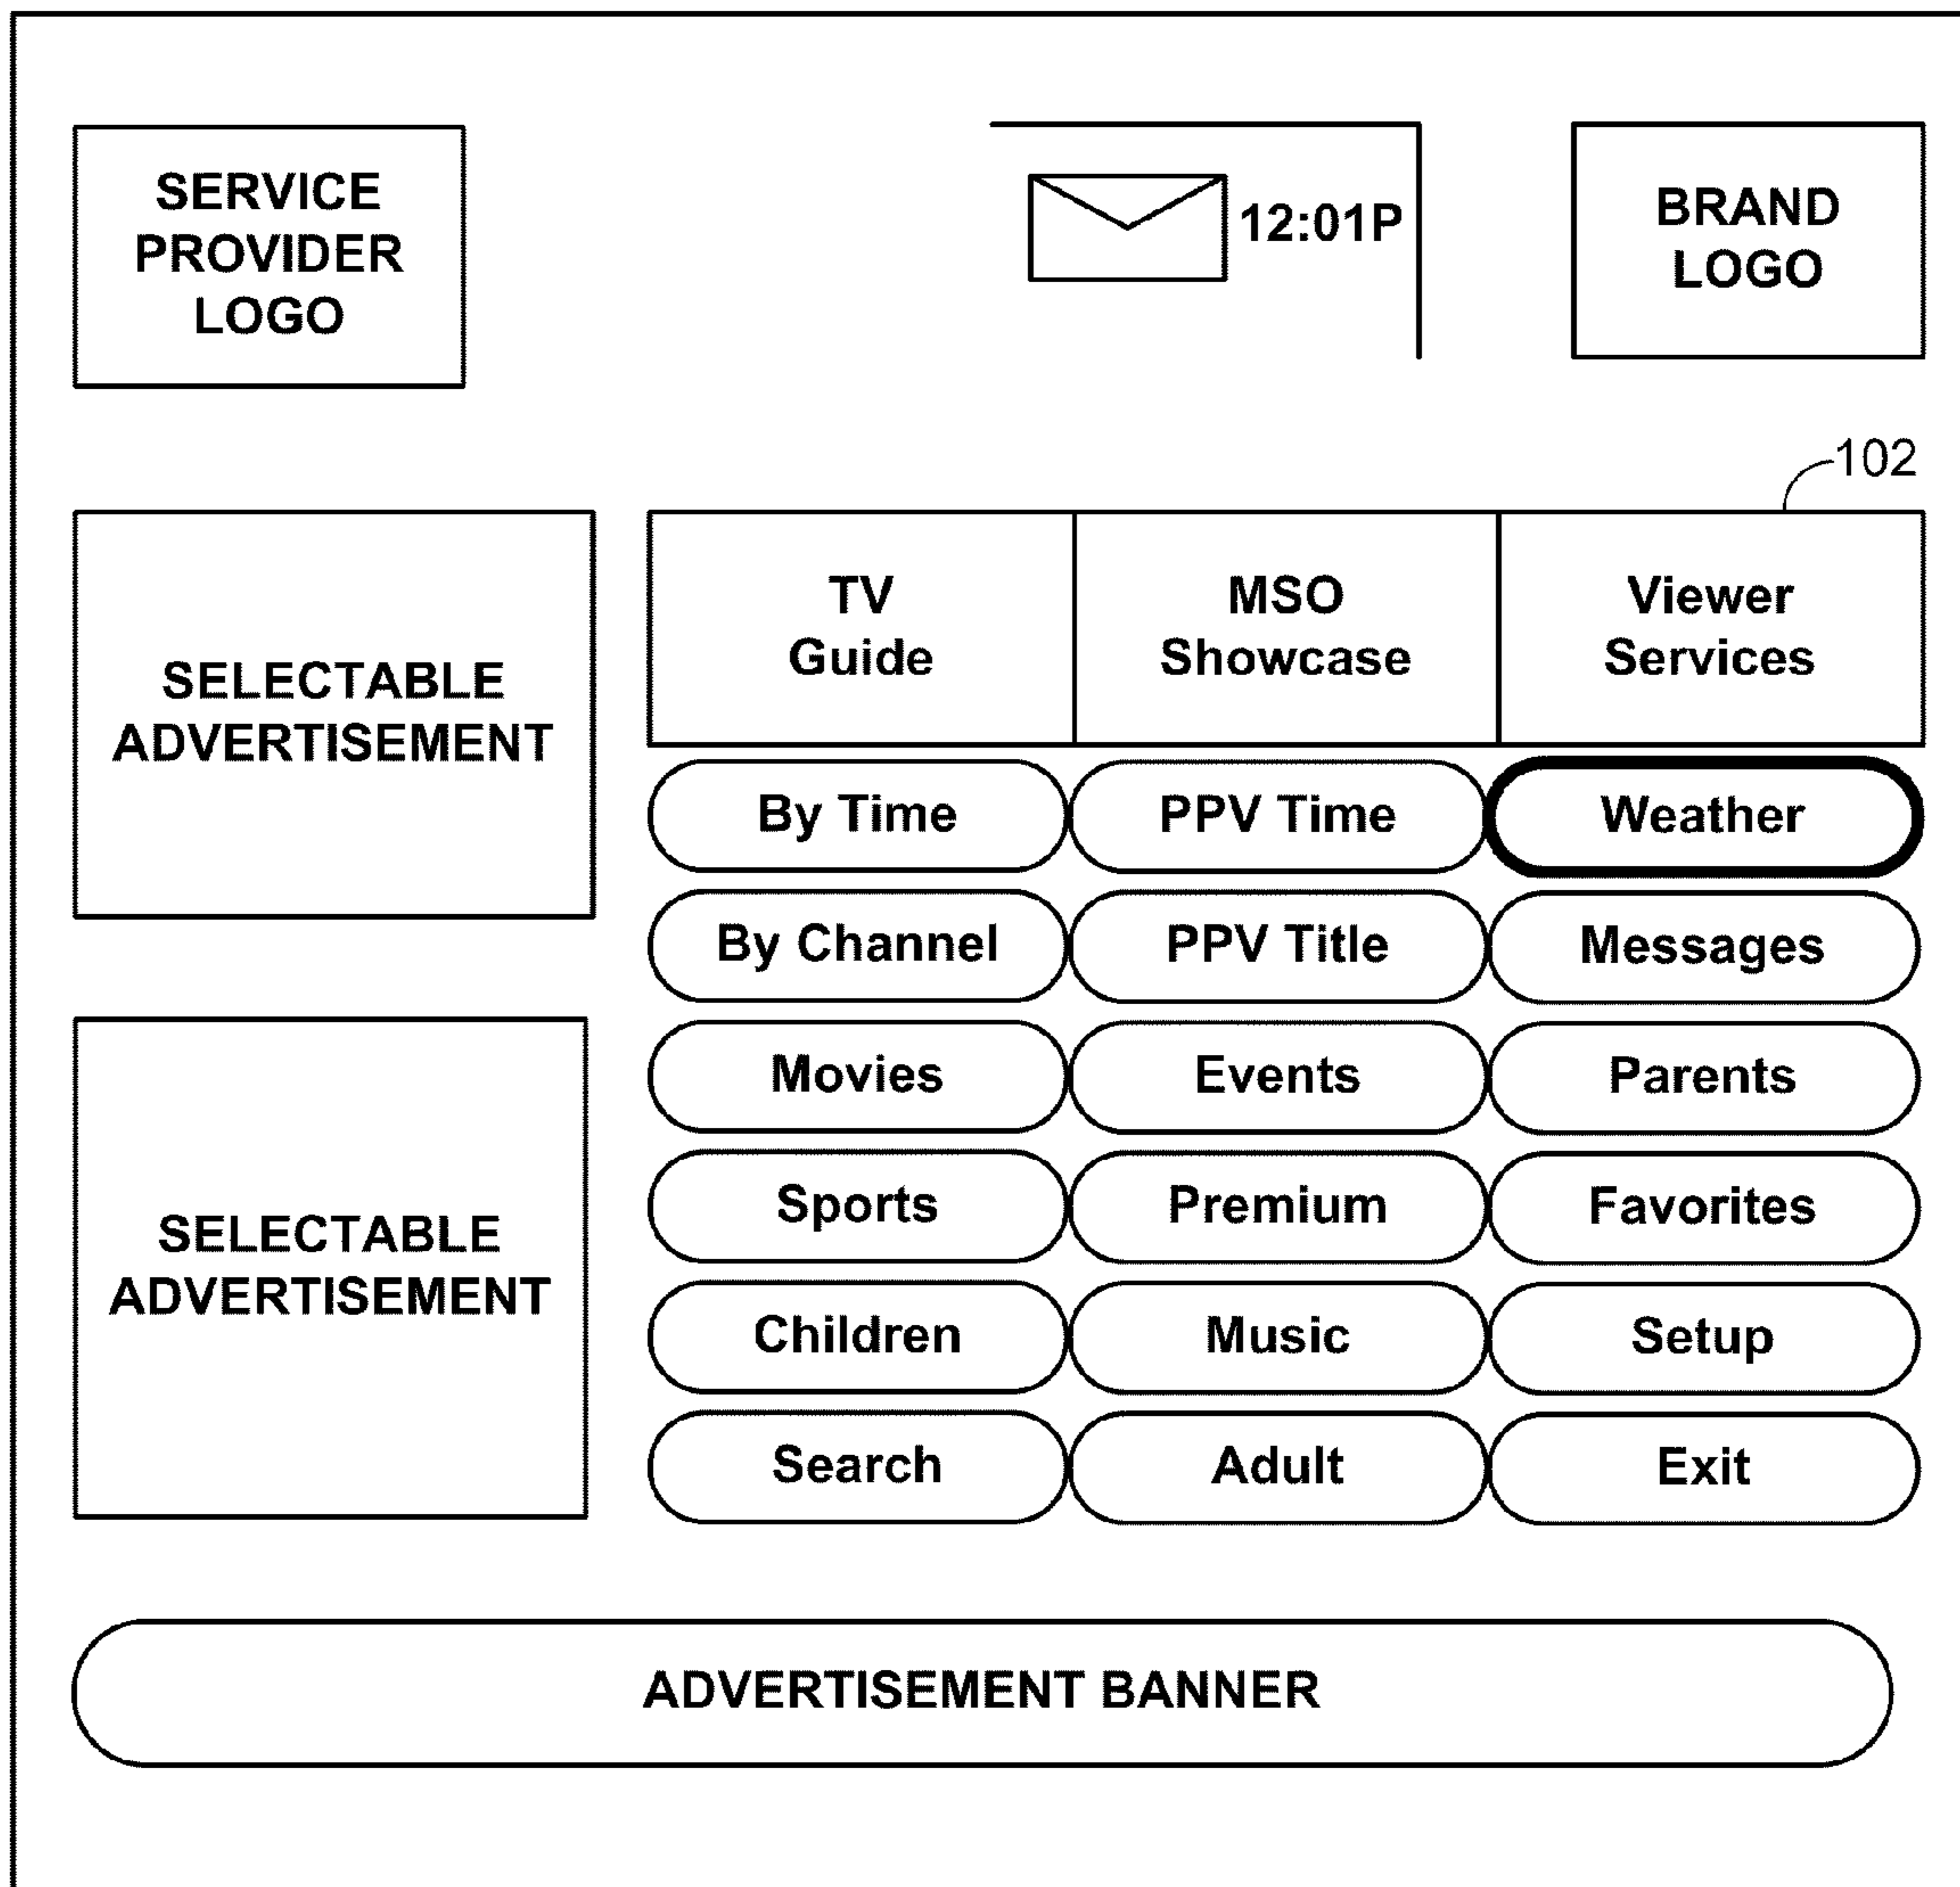 SERVICE
PROVIDER
LOGO
12:01P
BRAND
LOGO
102
SELECTABLE
ADVERTISEMENT
TV
Guide
MSO
Showcase
Viewer
Services
By Time
PPV Time
Weather
By Channel
PPV Title
Messages
Movies
Events
Parents
Sports
Premium
Favorites
Children
Music
Setup
Search
Adult
Exit
SELECTABLE
ADVERTISEMENT
ADVERTISEMENT BANNER